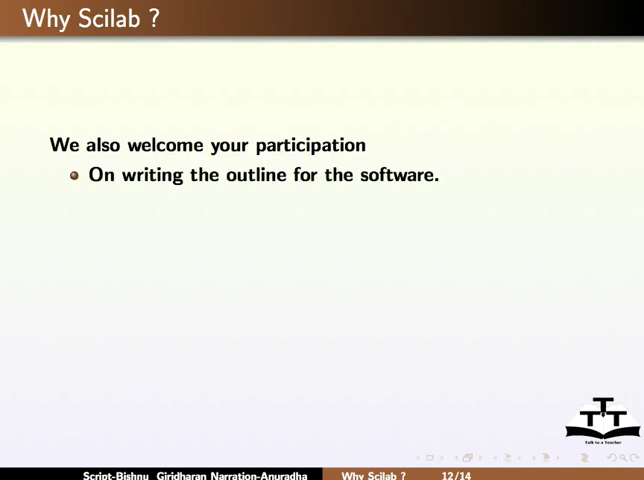 Why Scilab ?
We also welcome your participation
On writing the outline for the software.
TTT
Talk to a Teacher
Script-Bishnu Giridharan Narration-Anuradha
Why Scilab ?
12/14